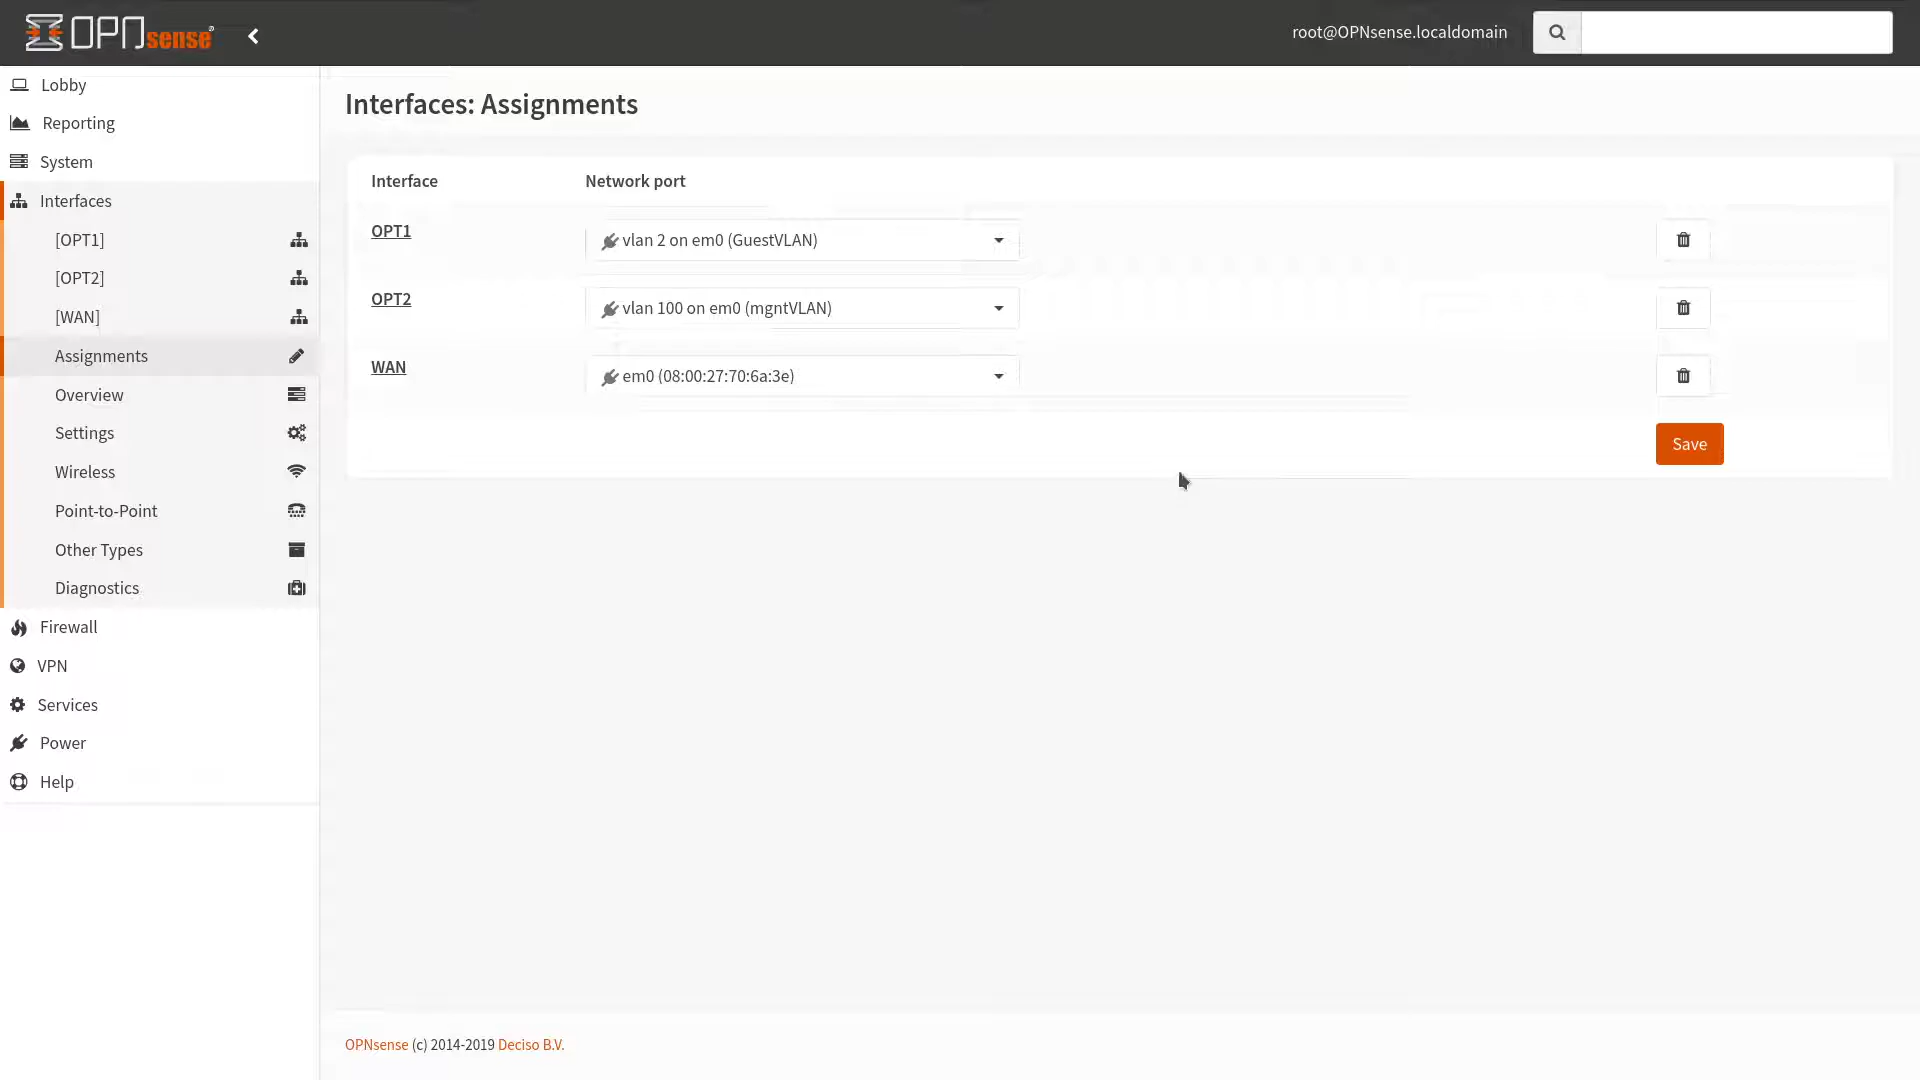 OPNsense
root@OPNsense.localdomain
Lobby
Reporting
System
Interfaces
[OPT1]
[OPT2]
[WAN]
Assignments
Overview
Settings
Wireless
Point-to-Point
Other Types
Diagnostics
Firewall
VPN
Services
Power
Help
Interfaces: Assignments
Interface Network port
OPT1 vlan 2 on em0 (GuestVLAN)
OPT2 vlan 100 on em0 (mgntVLAN)
WAN em0 (08:00:27:70:6a:3e)
Save
OPNsense (c) 2014-2019 Deciso B.V.